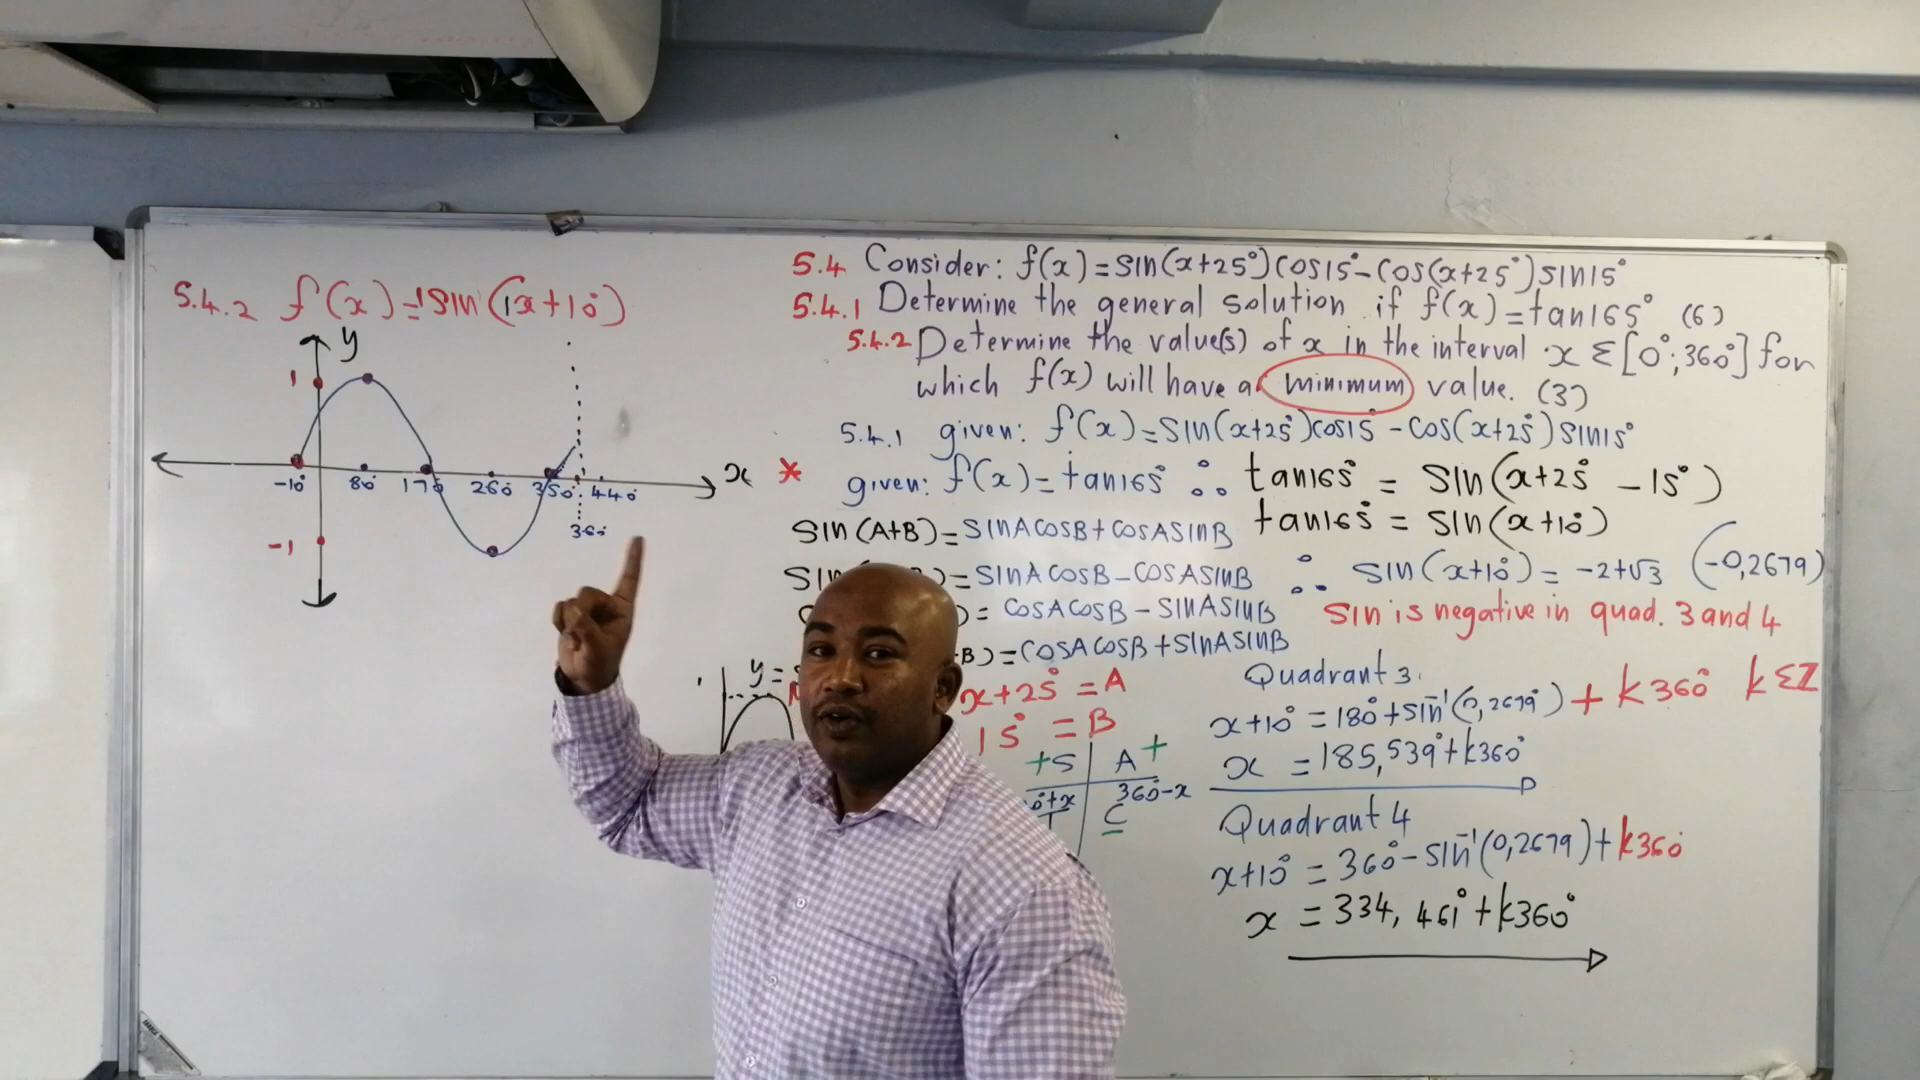 5.4.2 f(x)=1sin(1x+10°)
y
1
-10° 80° 170° 260° 350° 440° x
360°
-1
5.4 Consider: f(x)=sin(x+25°)cos15°-cos(x+25°)sin15°
5.4.1 Determine the general solution if f(x)=tan165° (6)
5.4.2 Determine the value(s) of x in the interval x Σ[0°;360°] for
which f(x) will have a minimum value. (3)
5.4.1 given: f(x)=sin(x+25°)cos15°-cos(x+25°)sin15°
* given: f(x)=tan165° ∴ tan165° = sin(x+25°-15°)
tan165° = sin(x+10°)
sin(A+B)=sinAcosB+cosAsinB
∴ sin(x+10°)=-2+√3 (-0,2679)
sin B)=sinAcosB-cosAsinB
)=cosAcosB-sinAsinB
-B)=cosAcosB+sinAsinB
sin is negative in quad. 3 and 4
y=
x+25°=A
15°=B
+S A+
0°+x 360°-x
T C
Quadrant 3.
x+10°=180°+sin⁻¹(0,2679°)+k360° kΣZ
x =185,539°+k360°
Quadrant 4
x+10°=360°-sin⁻¹(0,2679)+k360
x =334,461°+k360°